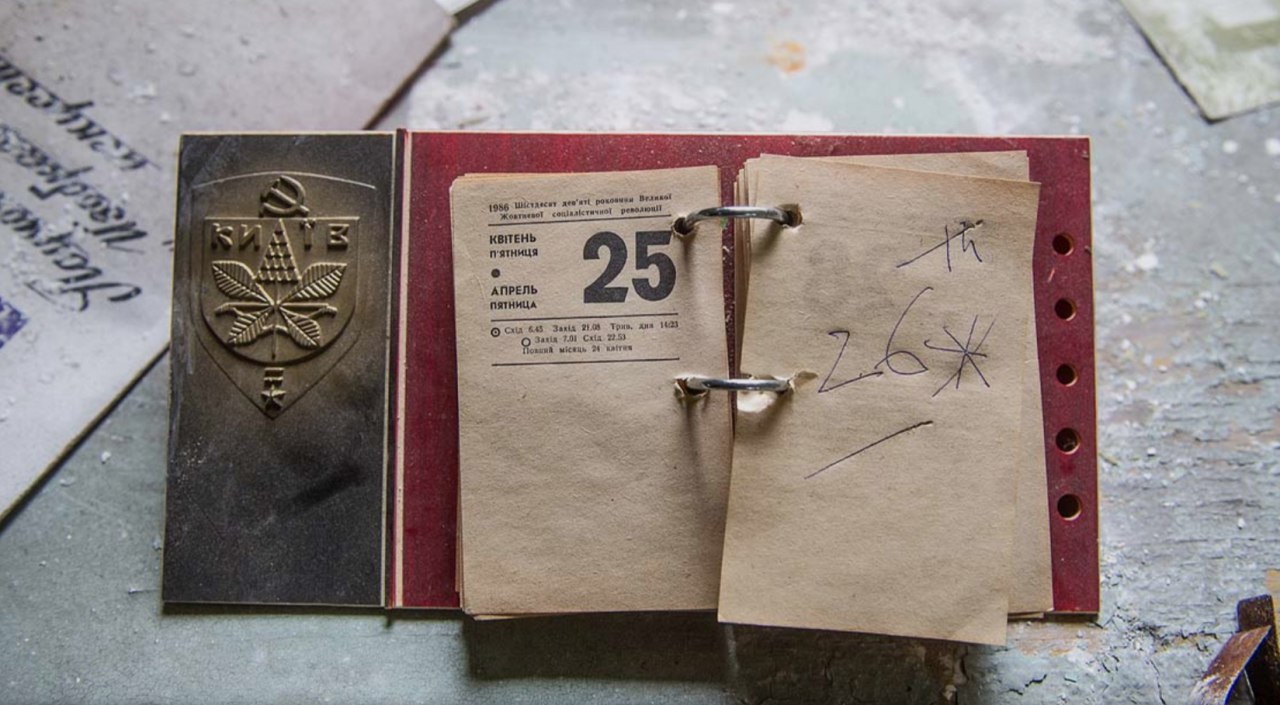 КИЇВ
1986 Шістдесят дев'яті роковини Великої
Жовтневої соціалістичної революції
КВІТЕНЬ
П'ЯТНИЦЯ
25
АПРЕЛЬ
ПЯТНИЦА
Схід 6.45 Захід 21.08 Трив. дня 14:23
Захід 7.01 Схід 22.53
Повний місяць 24 квітня
26 Ж